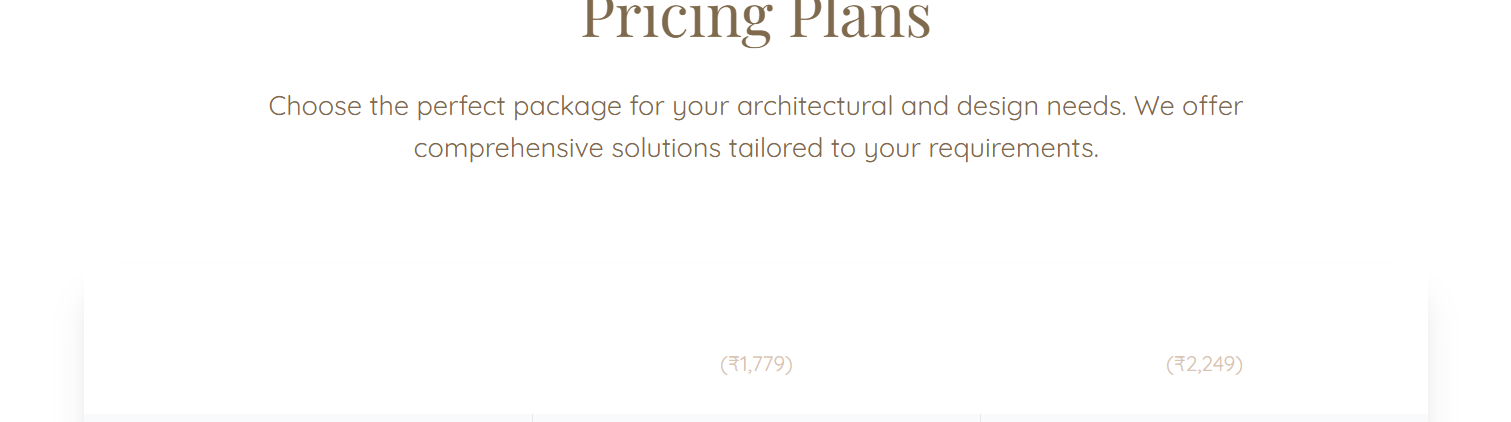 Pricing Plans
Choose the perfect package for your architectural and design needs. We offer
comprehensive solutions tailored to your requirements.
(₹1,779) (₹2,249)